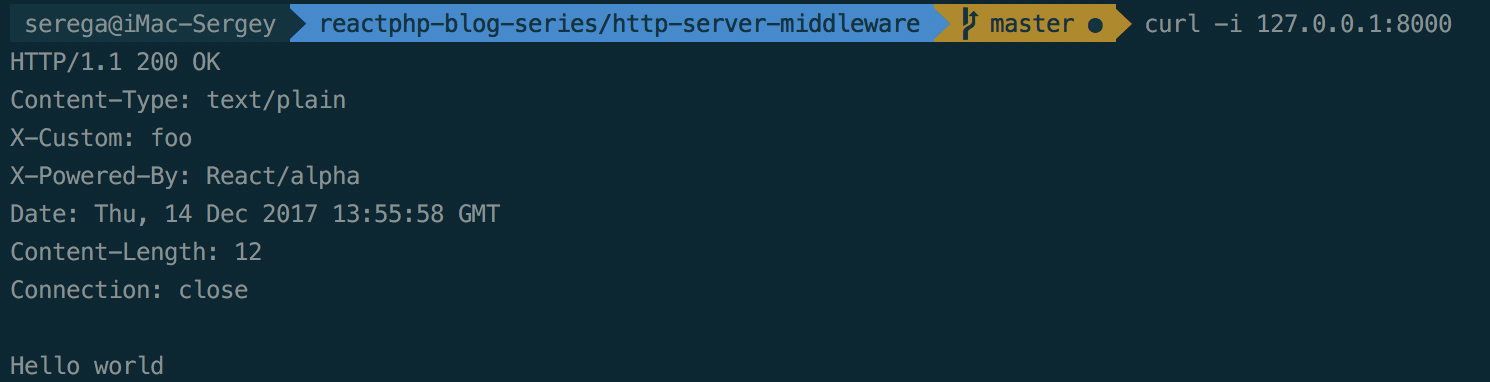 serega@iMac-Sergey reactphp-blog-series/http-server-middleware master ● curl -i 127.0.0.1:8000
HTTP/1.1 200 OK
Content-Type: text/plain
X-Custom: foo
X-Powered-By: React/alpha
Date: Thu, 14 Dec 2017 13:55:58 GMT
Content-Length: 12
Connection: close
Hello world